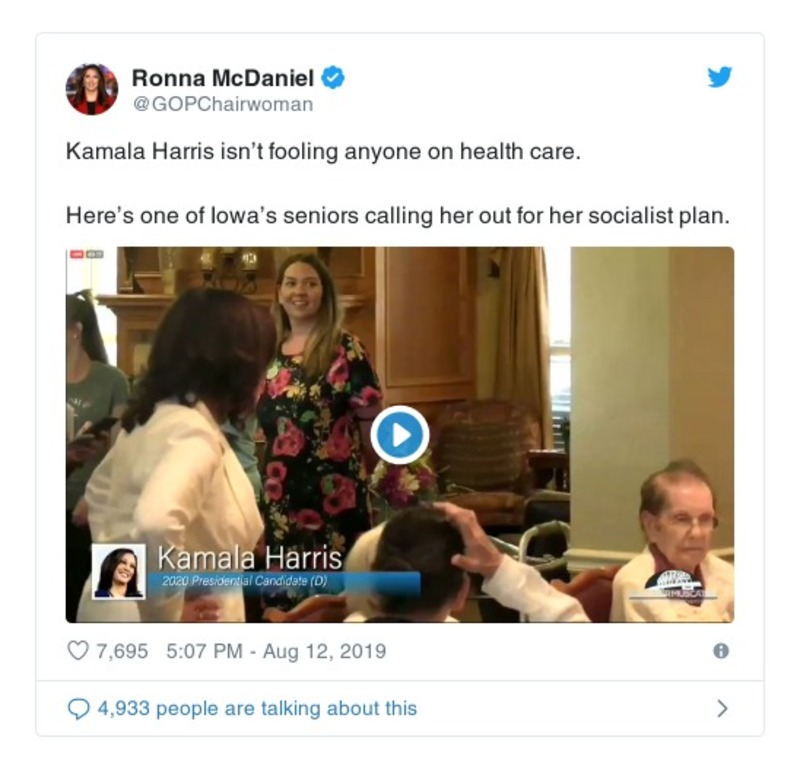 Ronna McDaniel
@GOPChairwoman
Kamala Harris isn't fooling anyone on health care.
Here's one of Iowa's seniors calling her out for her socialist plan.
LIVE
Kamala Harris
2020 Presidential Candidate (D)
7,695 5:07 PM - Aug 12, 2019
4,933 people are talking about this